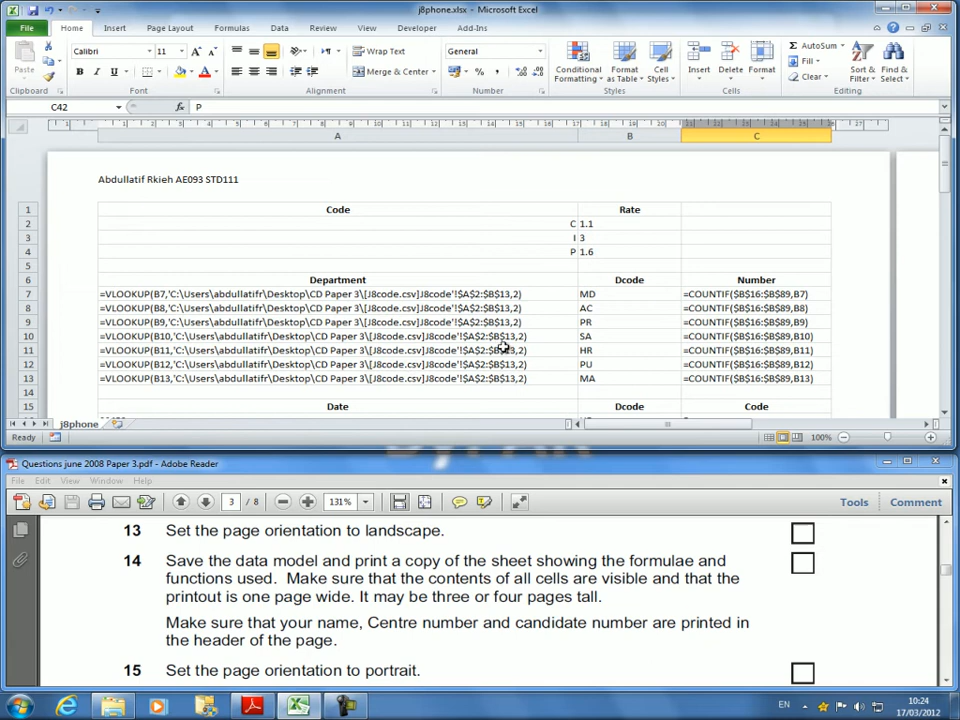 j8phone.xlsx - Microsoft Excel
File Home Insert Page Layout Formulas Data Review View Developer Add-Ins
Calibri 11 Wrap Text General AutoSum
Paste Merge & Center Conditional Formatting Format as Table Cell Styles Insert Delete Format Fill Clear Sort & Filter Find & Select
Clipboard Font Alignment Number Styles Cells Editing
C42 fx P
A B C
Abdullatif Rkieh AE093 STD111
1 Code Rate
2 C 1.1
3 I 3
4 P 1.6
5
6 Department Dcode Number
7 =VLOOKUP(B7,'C:\Users\abdullatifr\Desktop\CD Paper 3\[J8code.csv]J8code'!$A$2:$B$13,2) MD =COUNTIF($B$16:$B$89,B7)
8 =VLOOKUP(B8,'C:\Users\abdullatifr\Desktop\CD Paper 3\[J8code.csv]J8code'!$A$2:$B$13,2) AC =COUNTIF($B$16:$B$89,B8)
9 =VLOOKUP(B9,'C:\Users\abdullatifr\Desktop\CD Paper 3\[J8code.csv]J8code'!$A$2:$B$13,2) PR =COUNTIF($B$16:$B$89,B9)
10 =VLOOKUP(B10,'C:\Users\abdullatifr\Desktop\CD Paper 3\[J8code.csv]J8code'!$A$2:$B$13,2) SA =COUNTIF($B$16:$B$89,B10)
11 =VLOOKUP(B11,'C:\Users\abdullatifr\Desktop\CD Paper 3\[J8code.csv]J8code'!$A$2:$B$13,2) HR =COUNTIF($B$16:$B$89,B11)
12 =VLOOKUP(B12,'C:\Users\abdullatifr\Desktop\CD Paper 3\[J8code.csv]J8code'!$A$2:$B$13,2) PU =COUNTIF($B$16:$B$89,B12)
13 =VLOOKUP(B13,'C:\Users\abdullatifr\Desktop\CD Paper 3\[J8code.csv]J8code'!$A$2:$B$13,2) MA =COUNTIF($B$16:$B$89,B13)
14
15 Date Dcode Code
j8phone
Ready 100%
Questions june 2008 Paper 3.pdf - Adobe Reader
File Edit View Window Help
3 / 8 131% Tools Comment
13 Set the page orientation to landscape.
14 Save the data model and print a copy of the sheet showing the formulae and
functions used. Make sure that the contents of all cells are visible and that the
printout is one page wide. It may be three or four pages tall.
Make sure that your name, Centre number and candidate number are printed in
the header of the page.
15 Set the page orientation to portrait.
EN 10:24
17/03/2012